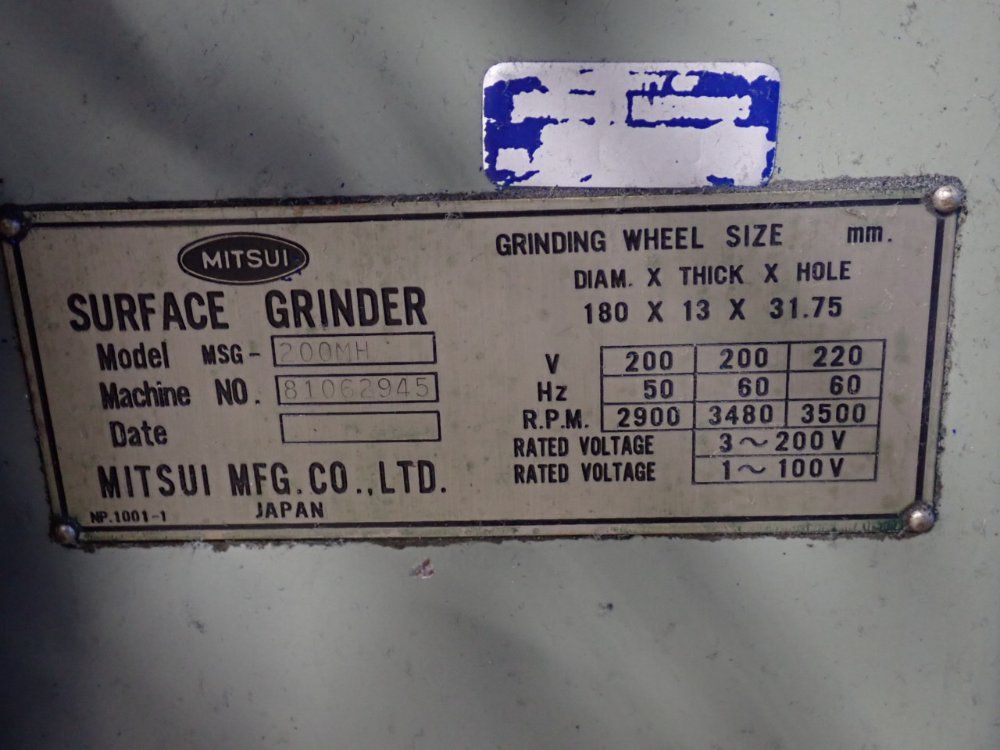 MITSUI
SURFACE GRINDER
Model MSG- 200MH
Machine NO. 81062945
Date
MITSUI MFG. CO., LTD.
NP.1001-1 JAPAN
GRINDING WHEEL SIZE mm.
DIAM. X THICK X HOLE
180 X 13 X 31.75
V 200 200 220
Hz 50 60 60
R.P.M. 2900 3480 3500
RATED VOLTAGE 3~200V
RATED VOLTAGE 1~100V